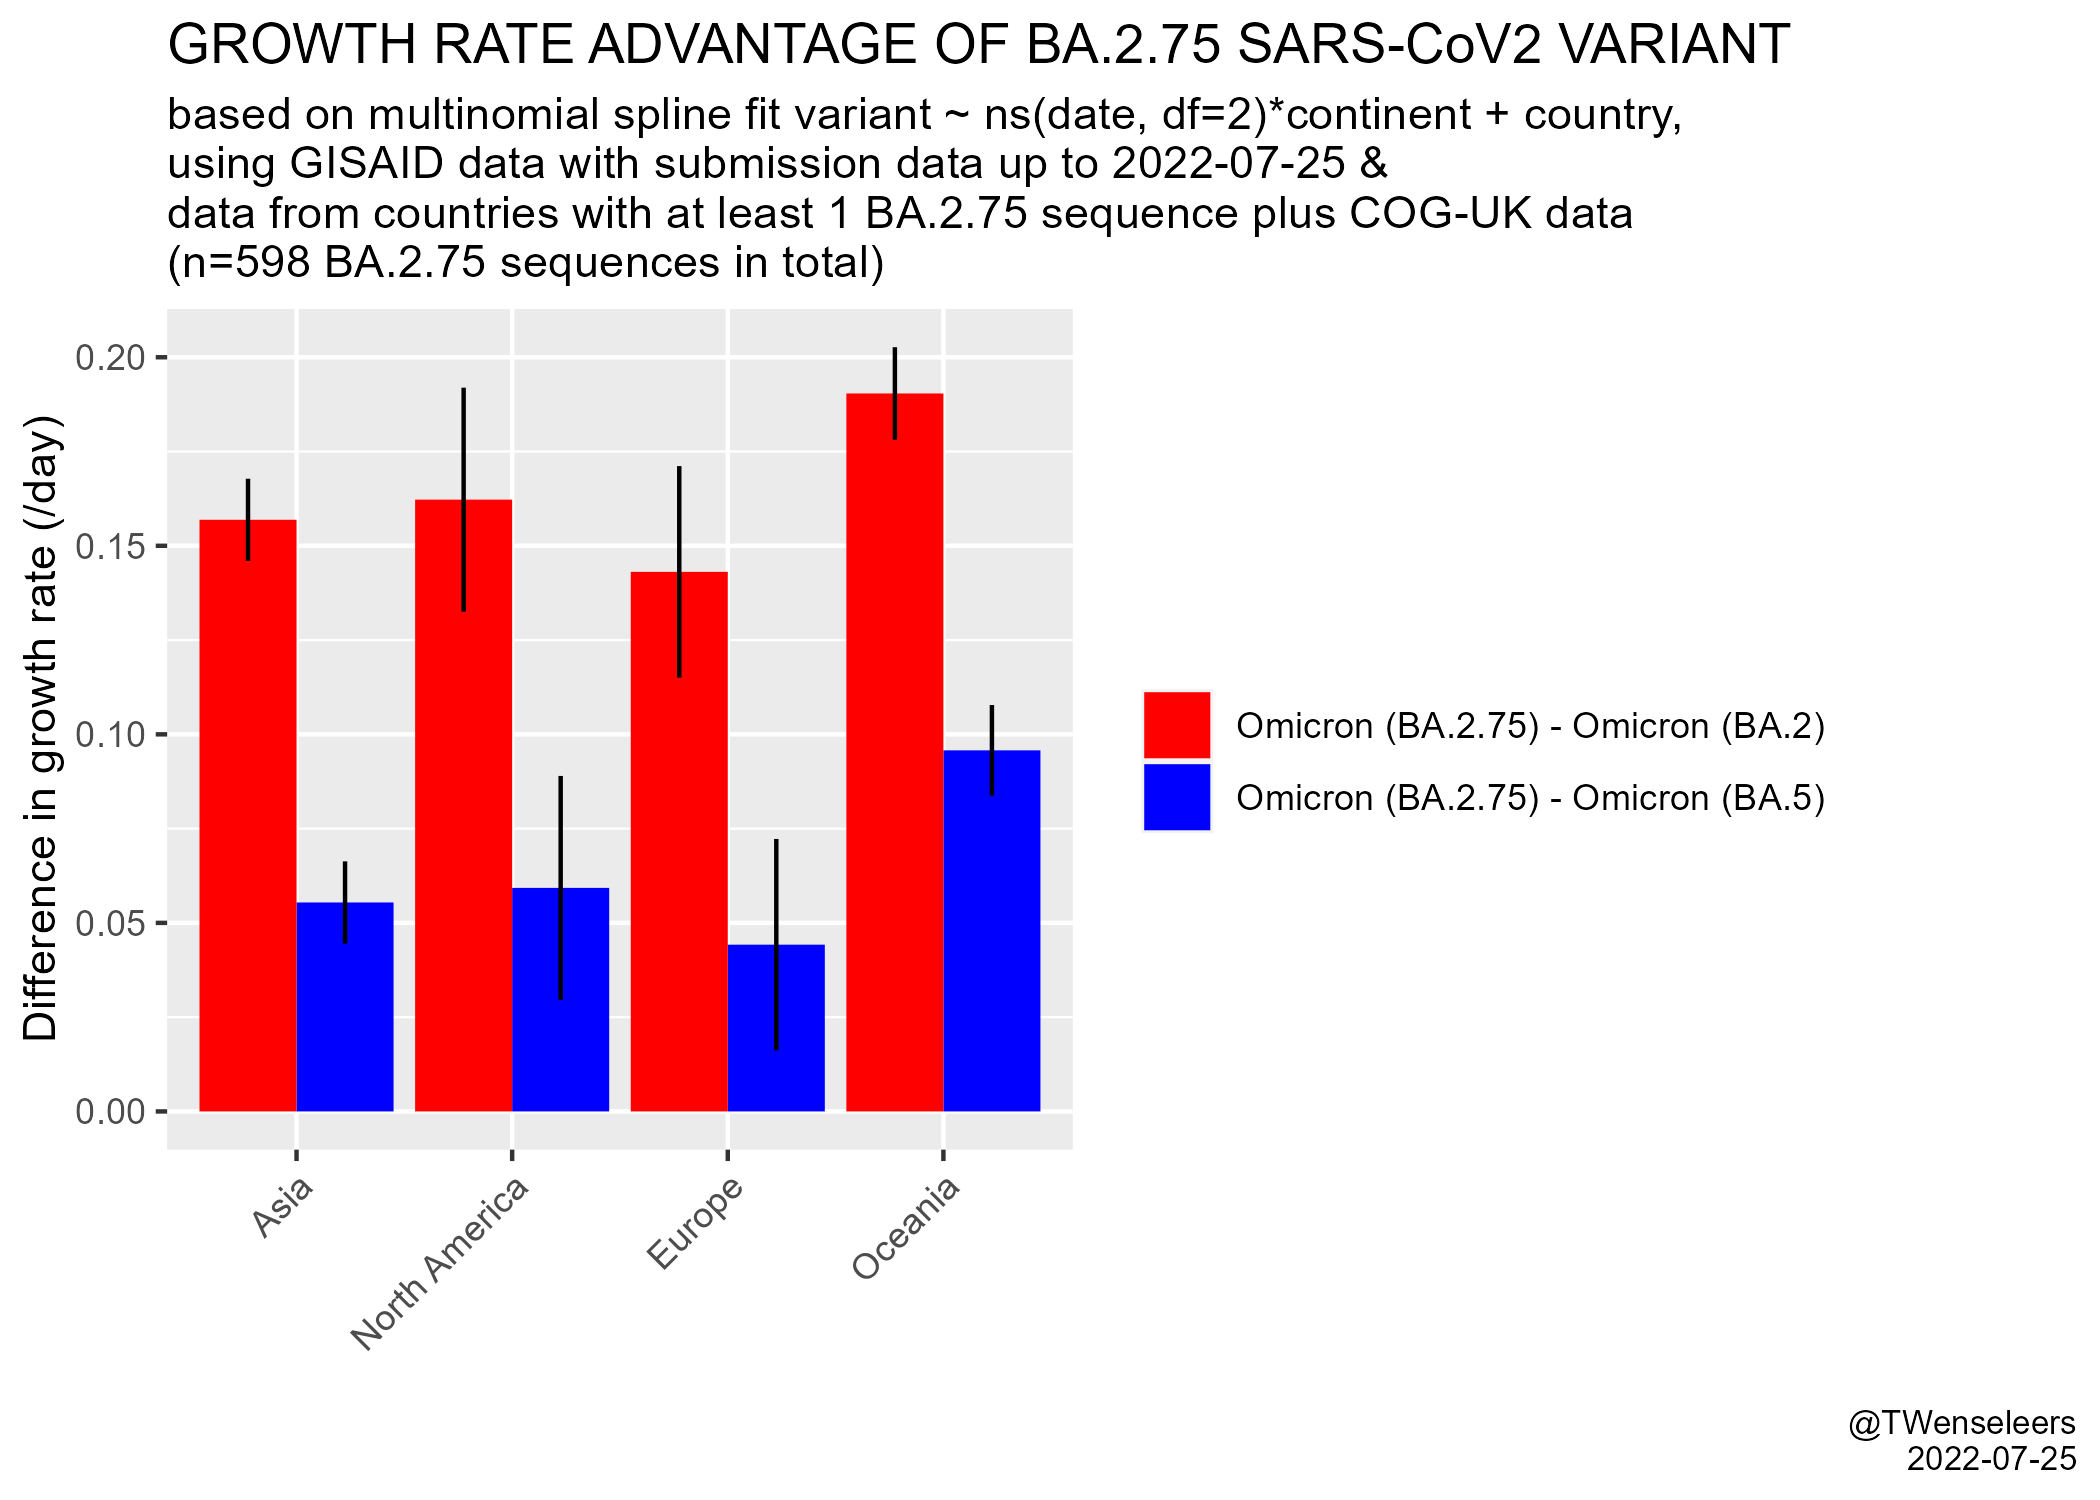 GROWTH RATE ADVANTAGE OF BA.2.75 SARS-CoV2 VARIANT
based on multinomial spline fit variant ~ ns(date, df=2)*continent + country,
using GISAID data with submission data up to 2022-07-25 &
data from countries with at least 1 BA.2.75 sequence plus COG-UK data
(n=598 BA.2.75 sequences in total)
Difference in growth rate (/day)
0.20
0.15
0.10
0.05
0.00
Asia
North America
Europe
Oceania
Omicron (BA.2.75) - Omicron (BA.2)
Omicron (BA.2.75) - Omicron (BA.5)
@TWenseleers
2022-07-25